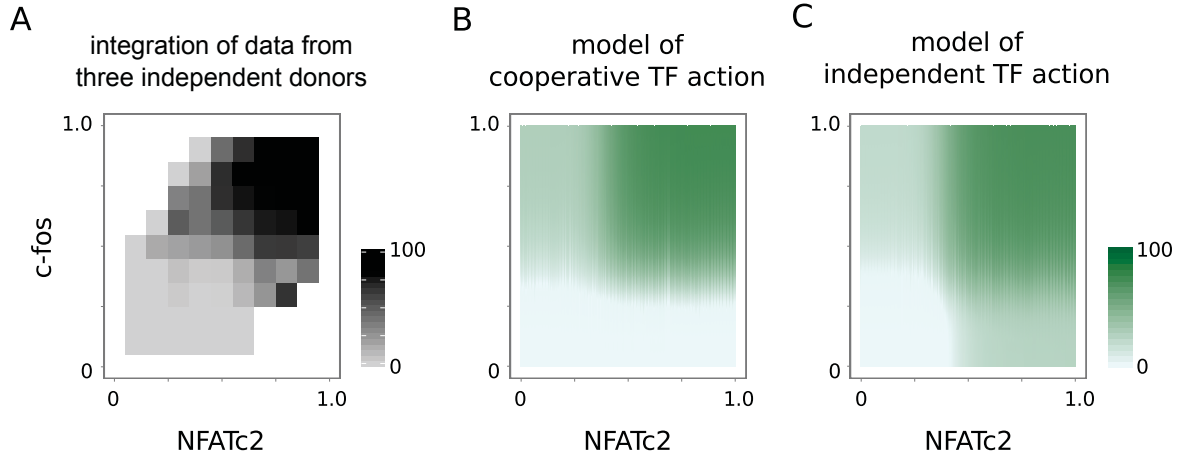 A
integration of data from
three independent donors
1.0
c-fos
0
0
1.0
NFATc2
100
0
B
model of
cooperative TF action
1.0
0
0
1.0
NFATc2
C
model of
independent TF action
1.0
0
0
1.0
NFATc2
100
0